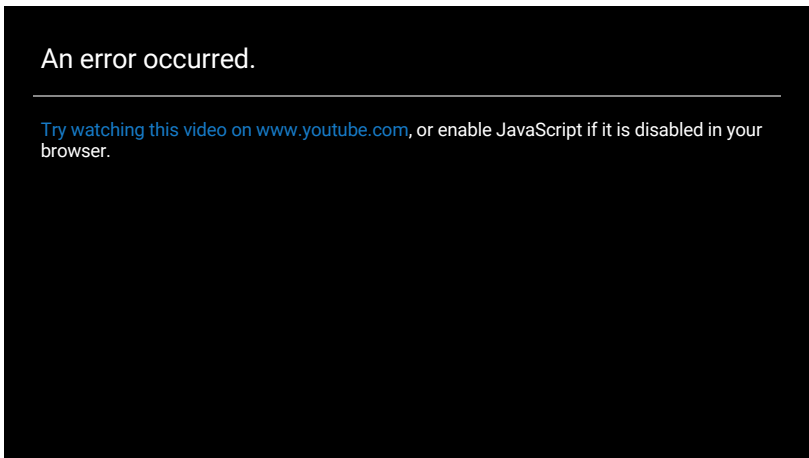 An error occurred.
Try watching this video on www.youtube.com, or enable JavaScript if it is disabled in your
browser.